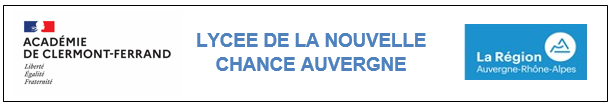 ACADÉMIE
DE CLERMONT-FERRAND
Liberté
Égalité
Fraternité
LYCEE DE LA NOUVELLE
CHANCE AUVERGNE
La Région
Auvergne-Rhône-Alpes